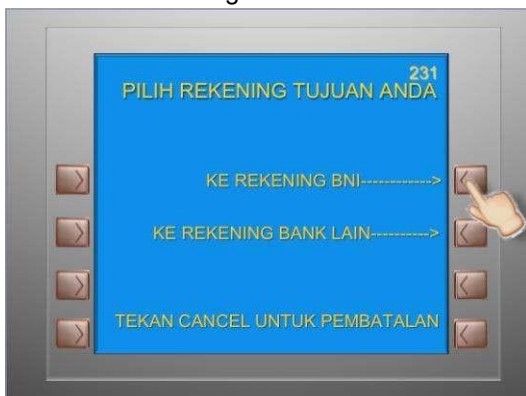 231
PILIH REKENING TUJUAN ANDA
KE REKENING BNI------------>
KE REKENING BANK LAIN---------->
TEKAN CANCEL UNTUK PEMBATALAN